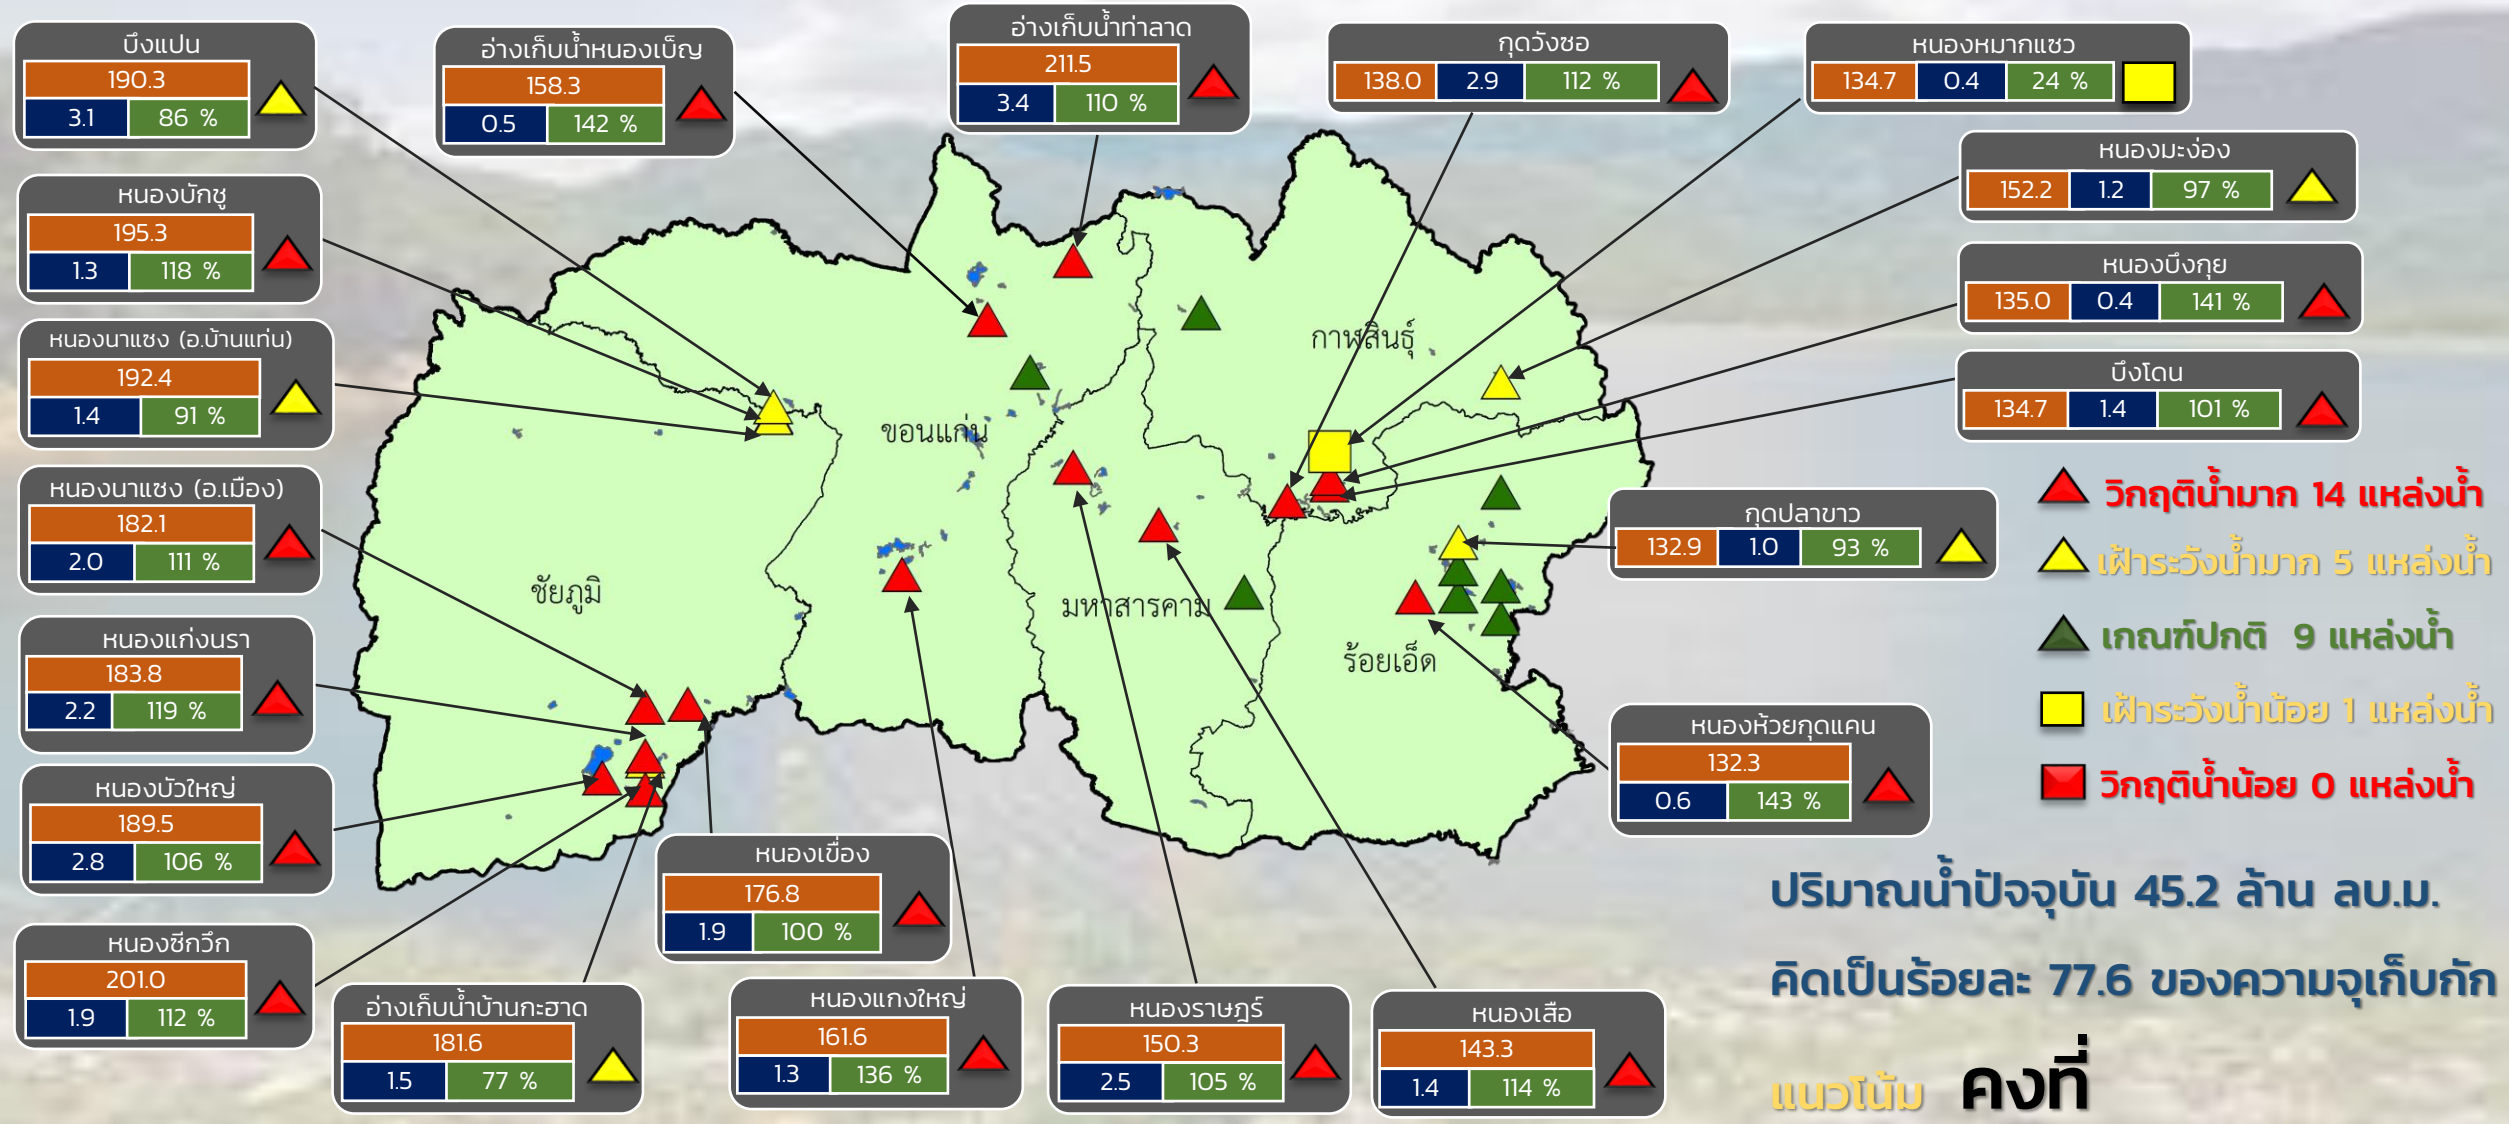 บึงแปน
190.3
3.1 86 %
อ่างเก็บน้ำหนองเบ็ญ
158.3
0.5 142 %
อ่างเก็บน้ำท่าลาด
211.5
3.4 110 %
กุดวังซอ
138.0 2.9 112 %
หนองหมากแซว
134.7 0.4 24 %
หนองมะง่อง
152.2 1.2 97 %
หนองบึงกุย
135.0 0.4 141 %
บึงโดน
134.7 1.4 101 %
หนองบักชู
195.3
1.3 118 %
หนองนาแซง (อ.บ้านแท่น)
192.4
1.4 91 %
หนองนาแซง (อ.เมือง)
182.1
2.0 111 %
หนองแก่งนรา
183.8
2.2 119 %
หนองบัวใหญ่
189.5
2.8 106 %
หนองซีกวึก
201.0
1.9 112 %
อ่างเก็บน้ำบ้านกะฮาด
181.6
1.5 77 %
หนองเขื่อง
176.8
1.9 100 %
หนองแกงใหญ่
161.6
1.3 136 %
หนองราษฎร์
150.3
2.5 105 %
หนองเสือ
143.3
1.4 114 %
หนองห้วยกุดแคน
132.3
0.6 143 %
กุดปลาขาว
132.9 1.0 93 %
กาฬสินธุ์
ขอนแก่น
ชัยภูมิ
มหาสารคาม
ร้อยเอ็ด
วิกฤติน้ำมาก 14 แหล่งน้ำ
เฝ้าระวังน้ำมาก 5 แหล่งน้ำ
เกณฑ์ปกติ 9 แหล่งน้ำ
เฝ้าระวังน้ำน้อย 1 แหล่งน้ำ
วิกฤติน้ำน้อย 0 แหล่งน้ำ
ปริมาณน้ำปัจจุบัน 45.2 ล้าน ลบ.ม.
คิดเป็นร้อยละ 77.6 ของความจุเก็บกัก
แนวโน้ม คงที่